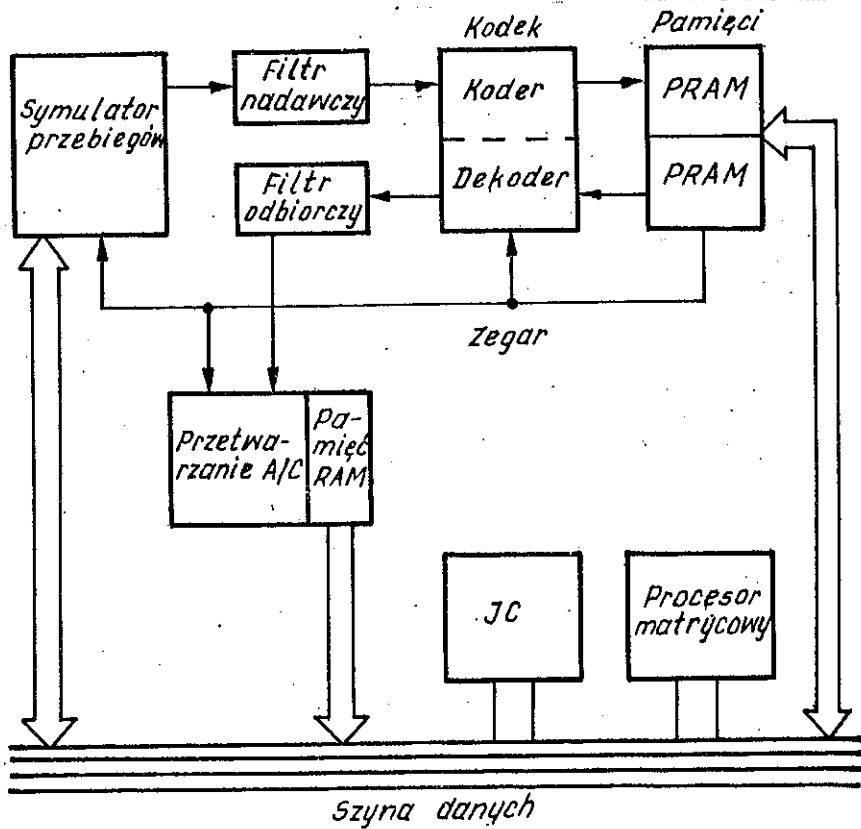 Kodek
Pamięci
Symulator
przebiegów
Filtr
nadawczy
Koder
PRAM
Filtr
odbiorczy
Dekoder
PRAM
Zegar
Przetwa-
rzanie A/C
Pa-
mięć
RAM
JC
Procesor
matrycowy
Szyna danych